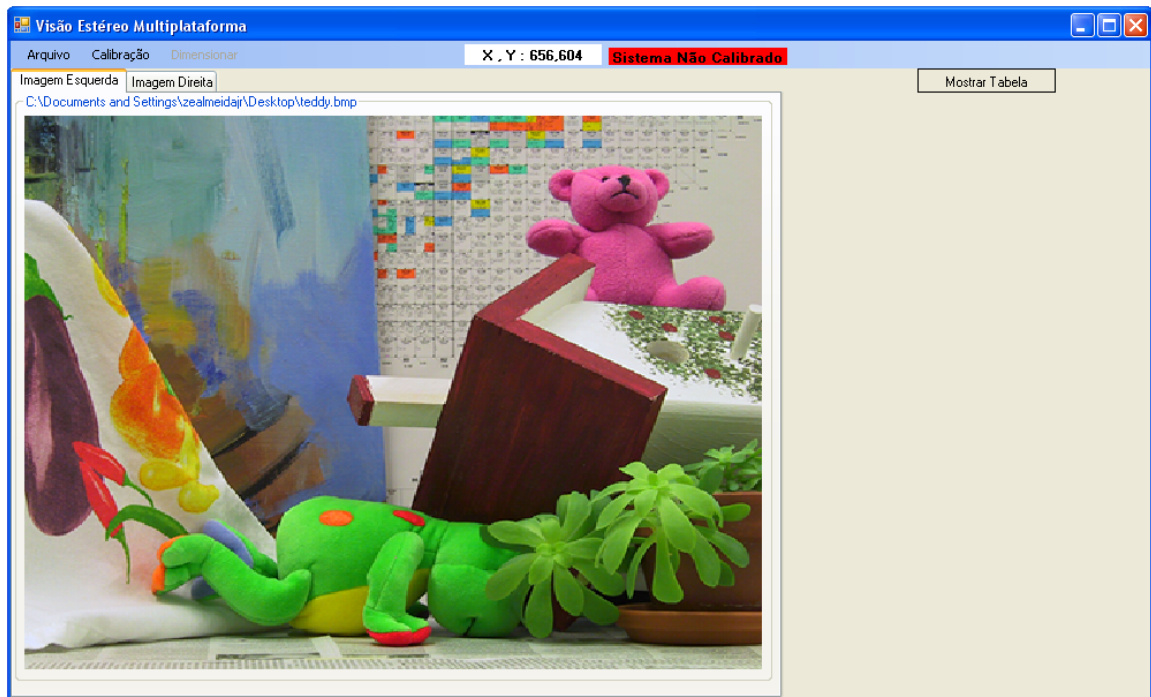 Visão Estéreo Multiplataforma
Arquivo Calibração Dimensionar X , Y : 656,604 Sistema Não Calibrado
Imagem Esquerda Imagem Direita Mostrar Tabela
C:\Documents and Settings\zealmeidajr\Desktop\teddy.bmp